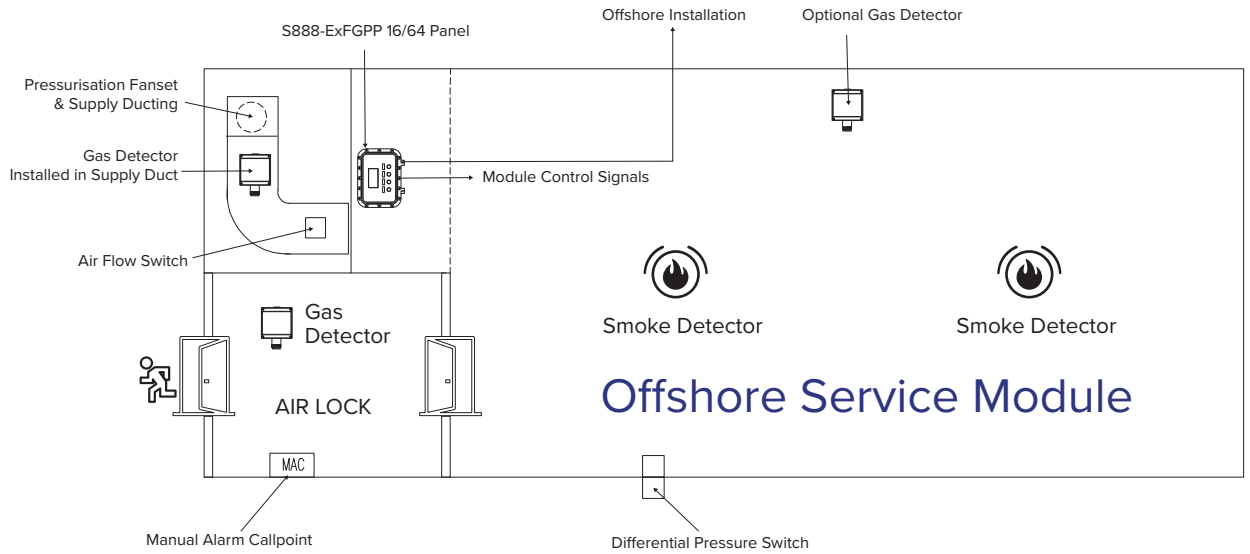 Offshore Installation
Optional Gas Detector
S888-ExFGPP 16/64 Panel
Pressurisation Fanset
& Supply Ducting
Gas Detector
Installed in Supply Duct
Module Control Signals
Air Flow Switch
Gas
Detector
Smoke Detector
Smoke Detector
AIR LOCK
Offshore Service Module
MAC
Manual Alarm Callpoint
Differential Pressure Switch